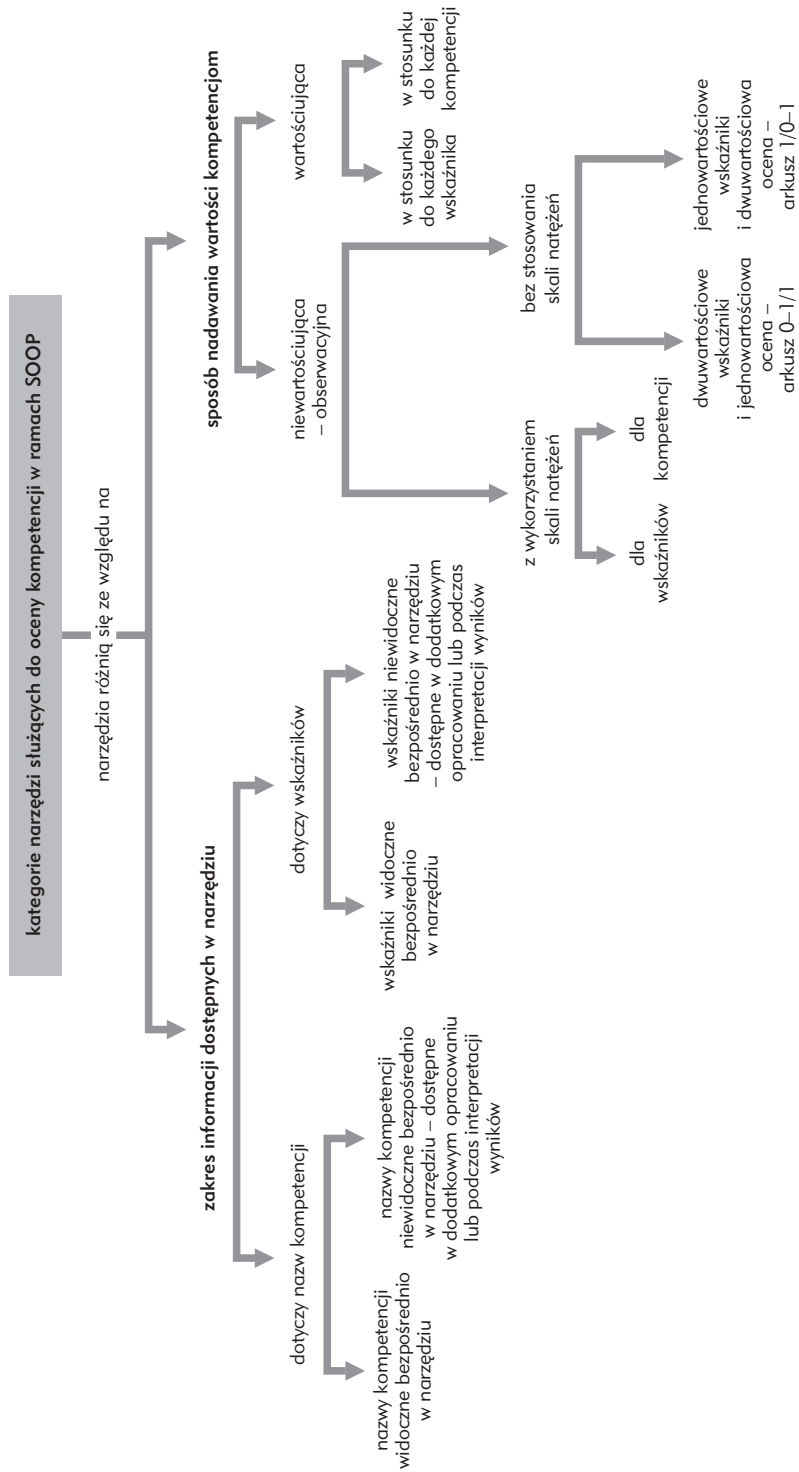 kategorie narzędzi służących do oceny kompetencji w ramach SOOP
narzędzia różnią się ze względu na
zakres informacji dostępnych w narzędziu
dotyczy nazw kompetencji
nazwy kompetencji
widoczne bezpośrednio
w narzędziu
nazwy kompetencji
niewidoczne bezpośrednio
w narzędziu – dostępne
w dodatkowym opracowaniu
lub podczas interpretacji
wyników
dotyczy wskaźników
wskaźniki widoczne
bezpośrednio
w narzędziu
wskaźniki niewidoczne
bezpośrednio w narzędziu
– dostępne w dodatkowym
opracowaniu lub podczas
interpretacji wyników
sposób nadawania wartości kompetencjom
niewartościująca
– obserwacyjna
z wykorzystaniem
skali natężeń
dla
wskaźników
dla
kompetencji
bez stosowania
skali natężeń
dwuwartościowe
wskaźniki
i jednowartościowa
ocena –
arkusz 0–1/1
jednowartościowe
wskaźniki
i dwuwartościowa
ocena –
arkusz 1/0–1
wartościująca
w stosunku
do każdego
wskaźnika
w stosunku
do każdej
kompetencji